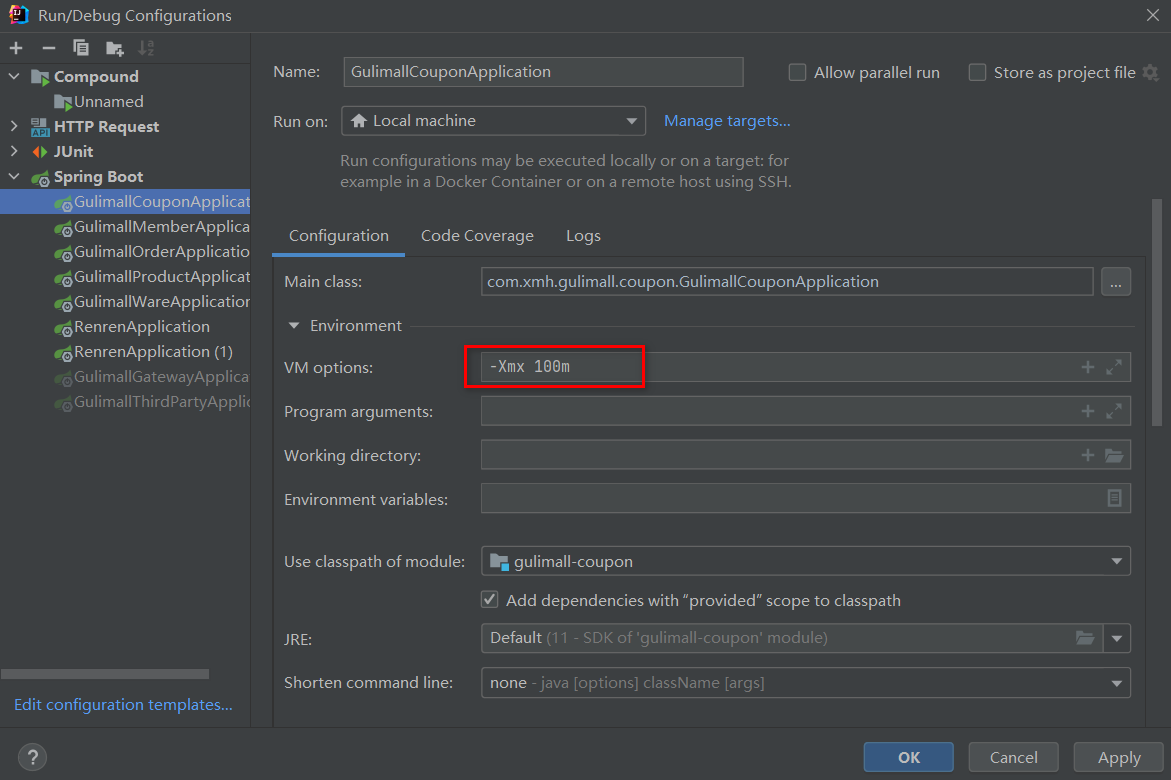 Run/Debug Configurations
Compound
Unnamed
HTTP Request
JUnit
Spring Boot
GulimallCouponApplicat
GulimallMemberApplica
GulimallOrderApplicatio
GulimallProductApplicat
GulimallWareApplication
RenrenApplication
RenrenApplication (1)
GulimallGatewayApplica
GulimallThirdPartyApplic
Edit configuration templates...
Name: GulimallCouponApplication Allow parallel run Store as project file
Run on: Local machine Manage targets...
Run configurations may be executed locally or on a target: for
example in a Docker Container or on a remote host using SSH.
Configuration Code Coverage Logs
Main class: com.xmh.gulimall.coupon.GulimallCouponApplication ...
Environment
VM options: -Xmx 100m
Program arguments:
Working directory:
Environment variables:
Use classpath of module: gulimall-coupon
Add dependencies with “provided” scope to classpath
JRE: Default (11 - SDK of 'gulimall-coupon' module)
Shorten command line: none - java [options] className [args]
? OK Cancel Apply